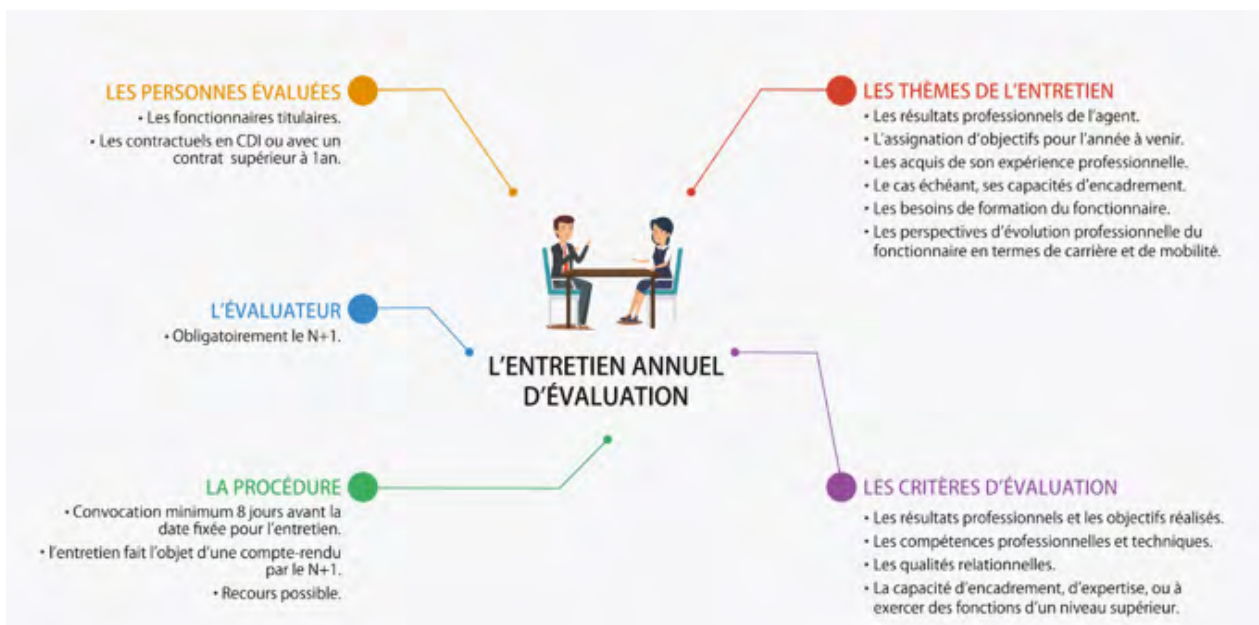 LES PERSONNES ÉVALUÉES
• Les fonctionnaires titulaires.
• Les contractuels en CDI ou avec un
contrat supérieur à 1an.
L'ÉVALUATEUR
• Obligatoirement le N+1.
LA PROCÉDURE
• Convocation minimum 8 jours avant la
date fixée pour l'entretien.
• l'entretien fait l'objet d'une compte-rendu
par le N+1.
• Recours possible.
L'ENTRETIEN ANNUEL
D'ÉVALUATION
LES THÈMES DE L'ENTRETIEN
• Les résultats professionnels de l'agent.
• L'assignation d'objectifs pour l'année à venir.
• Les acquis de son expérience professionnelle.
• Le cas échéant, ses capacités d'encadrement.
• Les besoins de formation du fonctionnaire.
• Les perspectives d'évolution professionnelle du
fonctionnaire en termes de carrière et de mobilité.
LES CRITÈRES D'ÉVALUATION
• Les résultats professionnels et les objectifs réalisés.
• Les compétences professionnelles et techniques.
• Les qualités relationnelles.
• La capacité d'encadrement, d'expertise, ou à
exercer des fonctions d'un niveau supérieur.